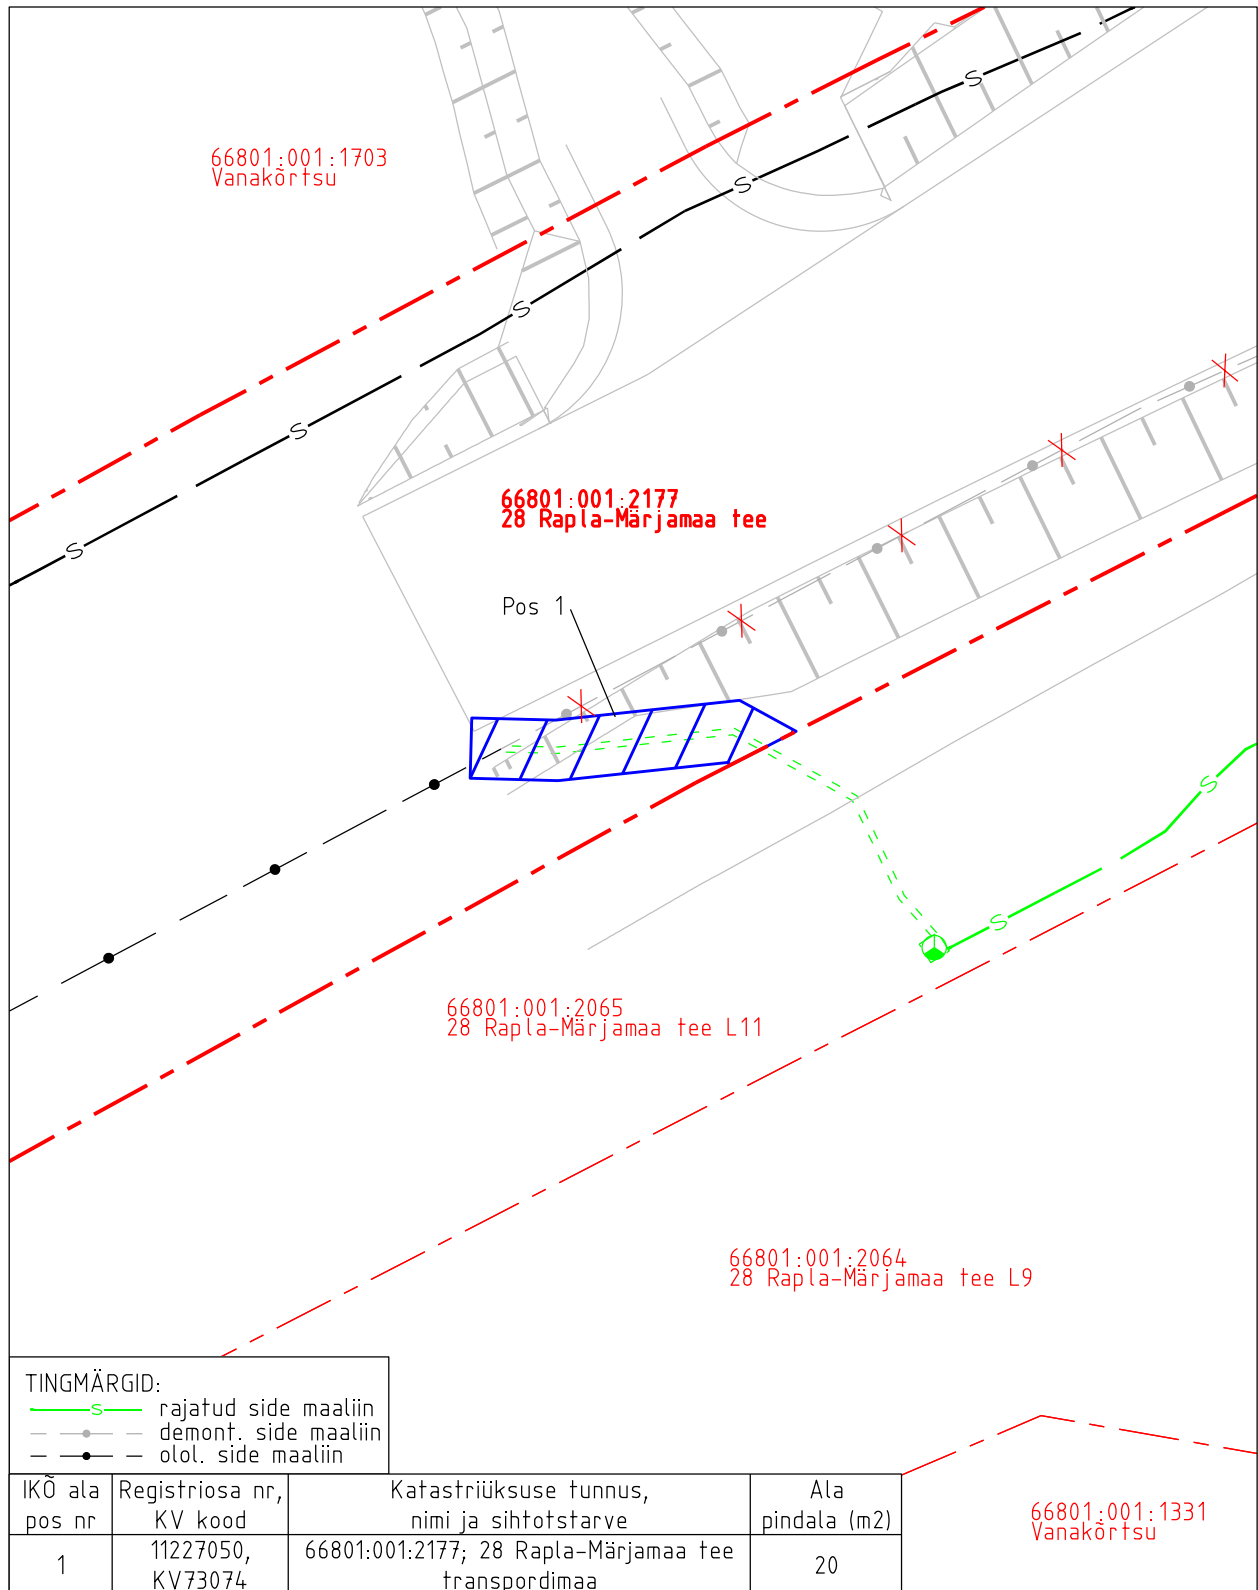 66801:001:1703
Vanakõrtsu
S
S
S
S
S
66801:001:2177
28 Rapla-Märjamaa tee
Pos 1
S
S
66801:001:2065
28 Rapla-Märjamaa tee L11
66801:001:2064
28 Rapla-Märjamaa tee L9
TINGMÄRGID:
S rajatud side maaliin
demont. side maaliin
olol. side maaliin
IKÕ ala pos nr
Registriosa nr, KV kood
Katastriüksuse tunnus, nimi ja sihtotstarve
Ala pindala (m2)
1
11227050, KV73074
66801:001:2177; 28 Rapla-Märjamaa tee transpordimaa
20
66801:001:1331
Vanakõrtsu